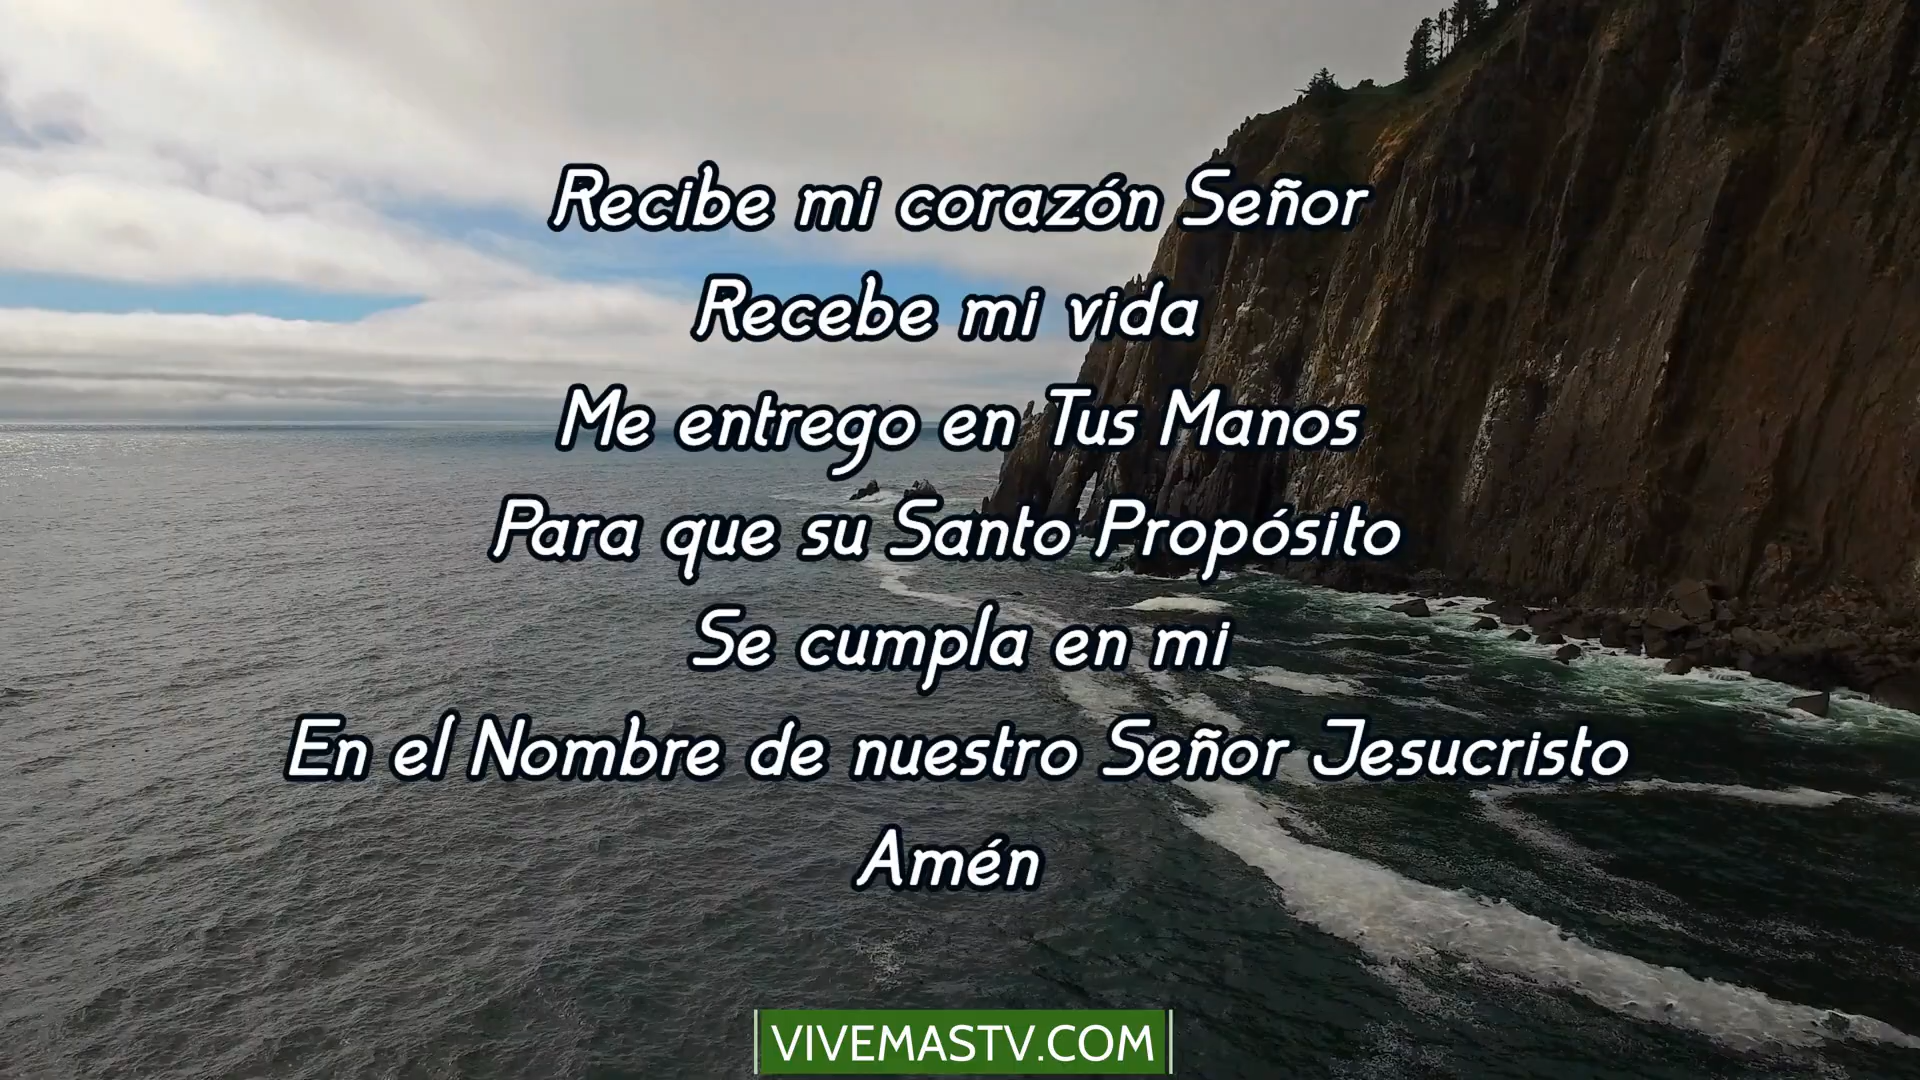 Recibe mi corazón Señor
Recebe mi vida
Me entrego en Tus Manos
Para que su Santo Propósito
Se cumpla en mi
En el Nombre de nuestro Señor Jesucristo
Amén
VIVEMASTV.COM